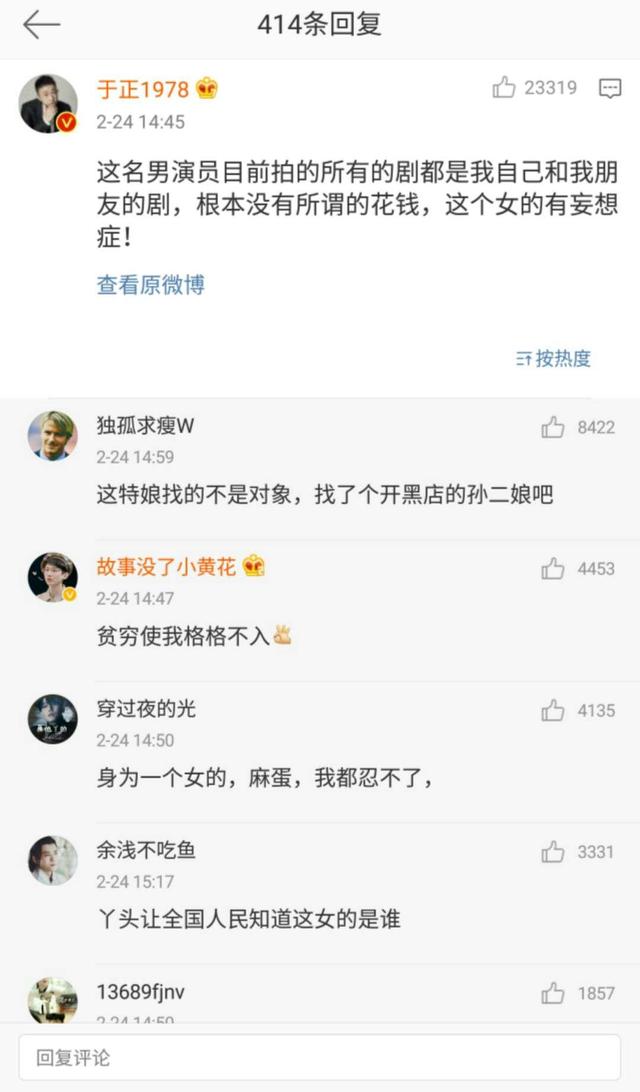 414条回复
于正1978
23319
2-24 14:45
这名男演员目前拍的所有的剧都是我自己和我朋
友的剧，根本没有所谓的花钱，这个女的有妄想
症！
查看原微博
按热度
独孤求瘦W
8422
2-24 14:59
这特娘找的不是对象，找了个开黑店的孙二娘吧
故事没了小黄花
4453
2-24 14:47
贫穷使我格格不入
穿过夜的光
4135
2-24 14:50
身为一个女的，麻蛋，我都忍不了，
余浅不吃鱼
3331
2-24 15:17
丫头让全国人民知道这女的是谁
13689fjnv
1857
2-24 14:50
回复评论